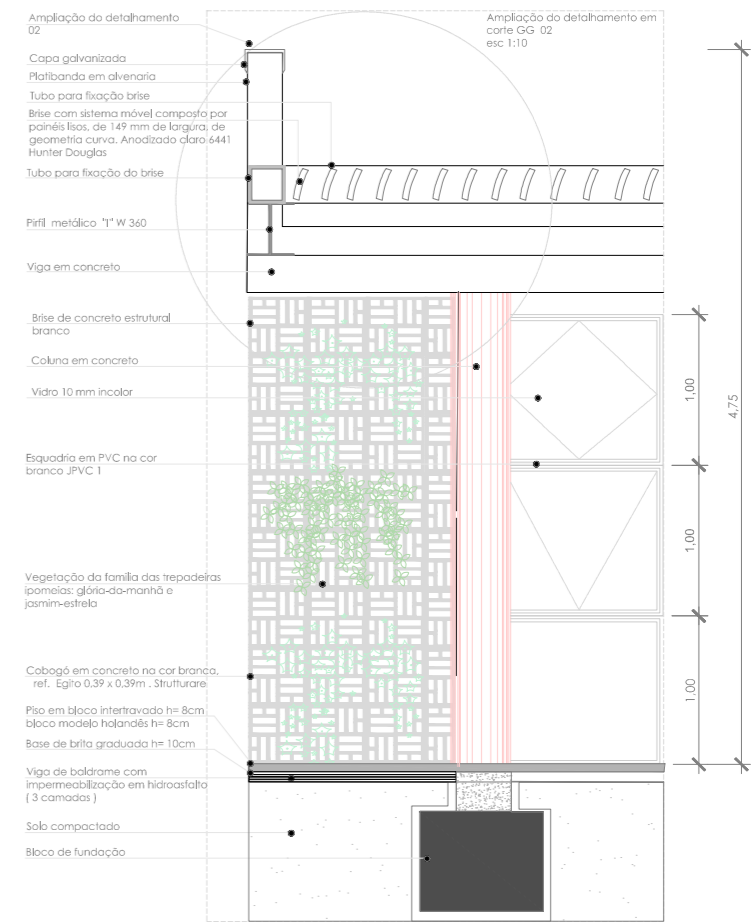 Ampliação do detalhamento
02
Ampliação do detalhamento em
corte GG 02
esc 1:10
Capa galvanizada
Platibanda em alvenaria
Tubo para fixação brise
Brise com sistema móvel composto por
painéis lisos, de 149 mm de largura, de
geometria curva. Anodizado claro 6441
Hunter Douglas
Tubo para fixação do brise
Pirfil metálico "I" W 360
Viga em concreto
Brise de concreto estrutural
branco
Coluna em concreto
Vidro 10 mm incolor
1,00
4,75
Esquadria em PVC na cor
branco JPVC 1
1,00
Vegetação da família das trepadeiras
ipomeias: glória-da-manhã e
jasmim-estrela
Cobogó em concreto na cor branca,
ref. Egito 0,39 x 0,39m . Strutturare
1,00
Piso em bloco intertravado h= 8cm
bloco modelo holandês h= 8cm
Base de brita graduada h= 10cm
Viga de baldrame com
impermeabilização em hidroasfalto
( 3 camadas )
Solo compactado
Bloco de fundação